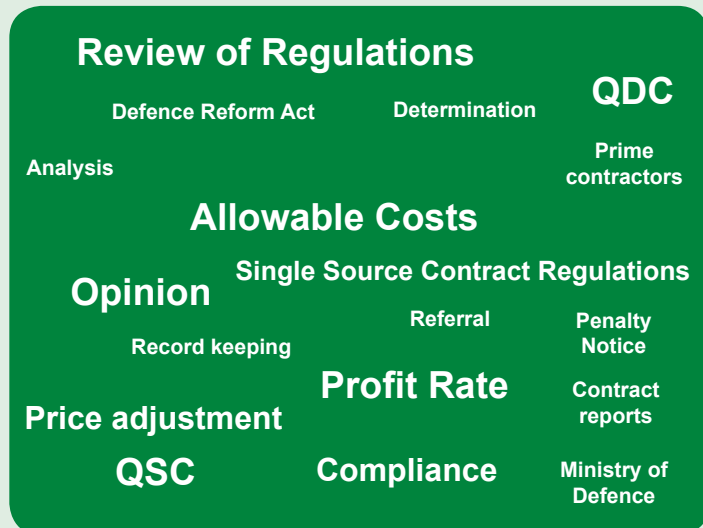 Review of Regulations
QDC
Defence Reform Act
Determination
Prime
contractors
Analysis
Allowable Costs
Single Source Contract Regulations
Opinion
Referral
Penalty
Notice
Record keeping
Profit Rate
Contract
reports
Price adjustment
QSC
Compliance
Ministry of
Defence